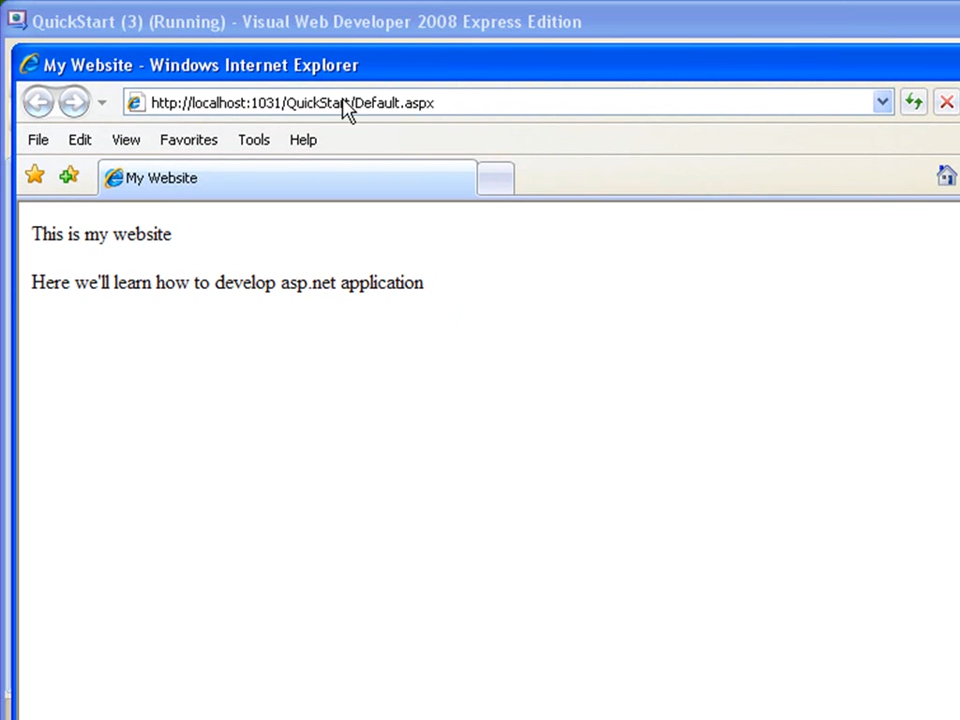 QuickStart (3) (Running) - Visual Web Developer 2008 Express Edition
My Website - Windows Internet Explorer
http://localhost:1031/QuickStart/Default.aspx
File Edit View Favorites Tools Help
My Website
This is my website
Here we'll learn how to develop asp.net application